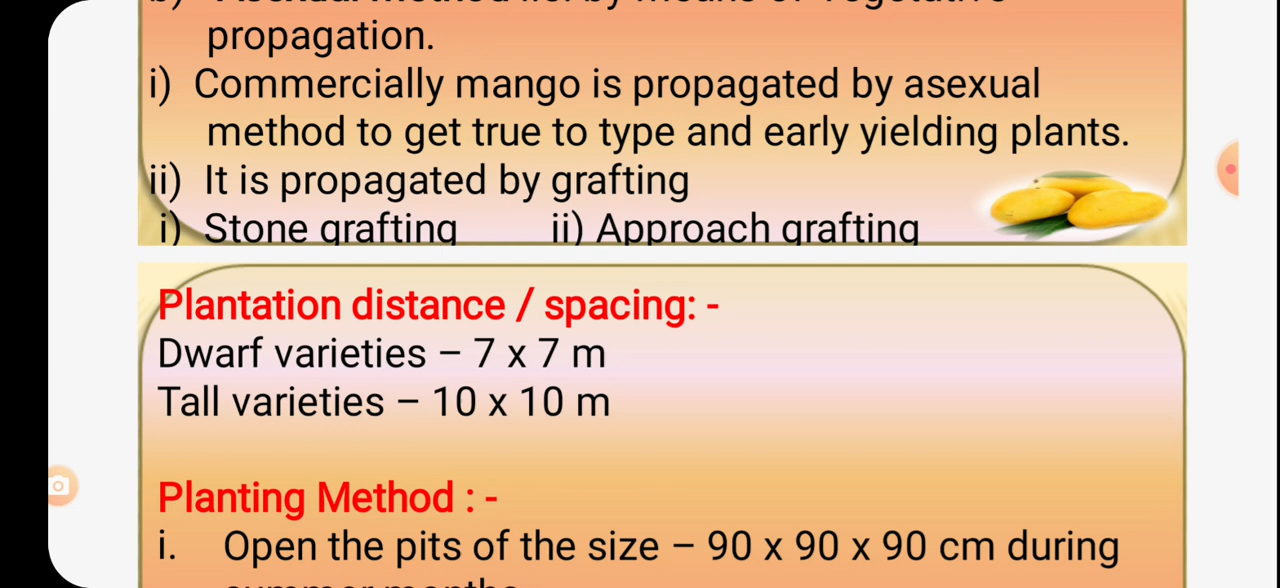 propagation.
i) Commercially mango is propagated by asexual
method to get true to type and early yielding plants.
ii) It is propagated by grafting
i) Stone grafting ii) Approach grafting
Plantation distance / spacing: -
Dwarf varieties – 7 x 7 m
Tall varieties – 10 x 10 m
Planting Method : -
i. Open the pits of the size – 90 x 90 x 90 cm during